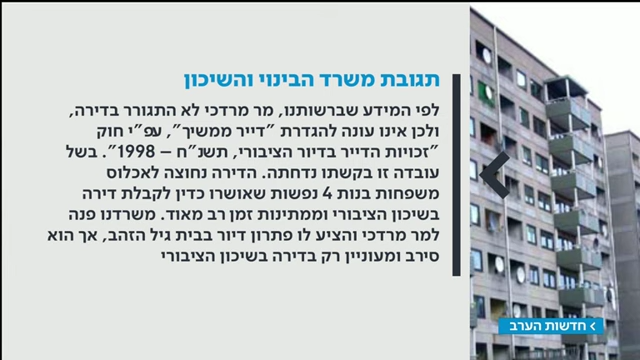 תגובת משרד הבינוי והשיכון
לפי המידע שברשותנו, מר מרדכי לא התגורר בדירה,
ולכן אינו עונה להגדרת "דייר ממשיך", עפ"י חוק
"זכויות הדייר בדיור הציבורי, תשנ"ח – 1998". בשל
עובדה זו בקשתו נדחתה. הדירה נחוצה לאכלוס
משפחות בנות 4 נפשות שאושרו כדין לקבלת דירה
בשיכון הציבורי וממתינות זמן רב מאוד. משרדנו פנה
למר מרדכי והציע לו פתרון דיור בבית גיל הזהב, אך הוא
סירב ומעוניין רק בדירה בשיכון הציבורי
חדשות הערב